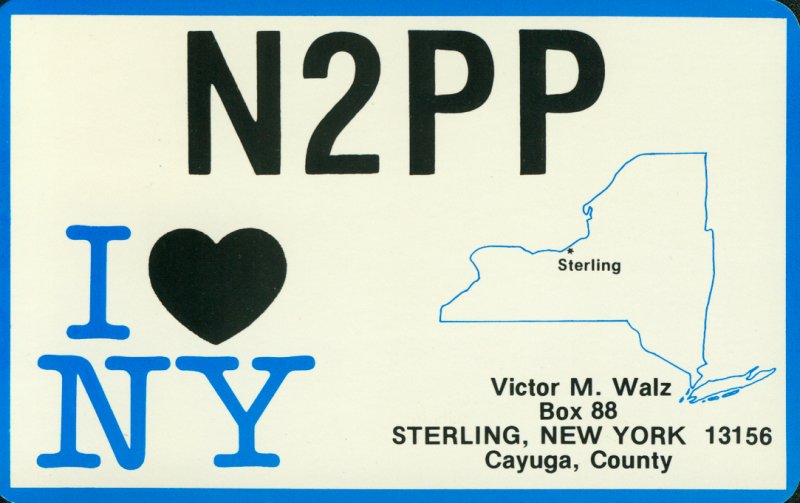 N2PP
I ♥
NY
Sterling
Victor M. Walz
Box 88
STERLING, NEW YORK 13156
Cayuga, County